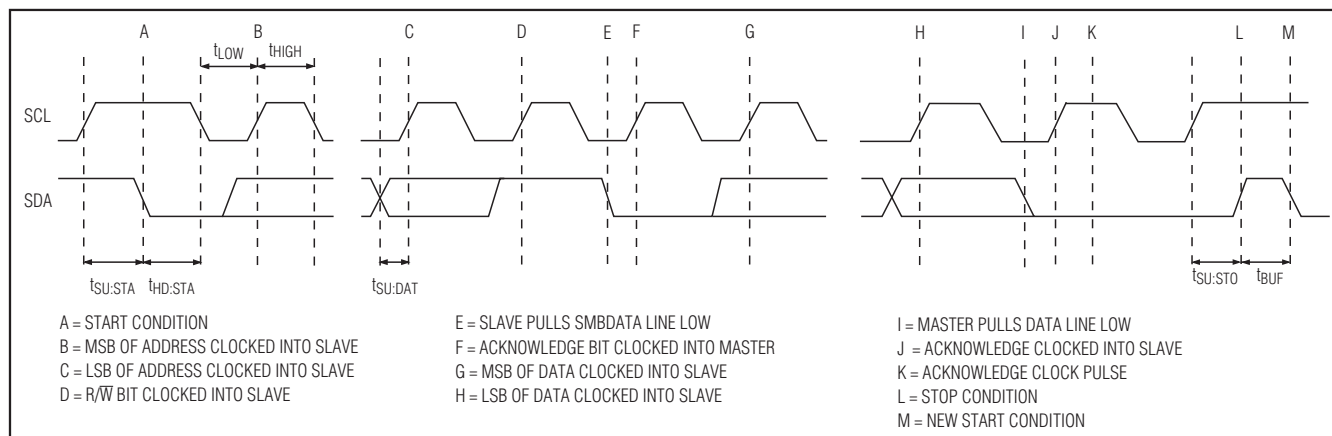 A B C D E F G H I J K L M
tLOW tHIGH
SCL
SDA
tSU:STA tHD:STA tSU:DAT tSU:STO tBUF
A = START CONDITION
B = MSB OF ADDRESS CLOCKED INTO SLAVE
C = LSB OF ADDRESS CLOCKED INTO SLAVE
D = R/W̅ BIT CLOCKED INTO SLAVE
E = SLAVE PULLS SMBDATA LINE LOW
F = ACKNOWLEDGE BIT CLOCKED INTO MASTER
G = MSB OF DATA CLOCKED INTO SLAVE
H = LSB OF DATA CLOCKED INTO SLAVE
I = MASTER PULLS DATA LINE LOW
J = ACKNOWLEDGE CLOCKED INTO SLAVE
K = ACKNOWLEDGE CLOCK PULSE
L = STOP CONDITION
M = NEW START CONDITION